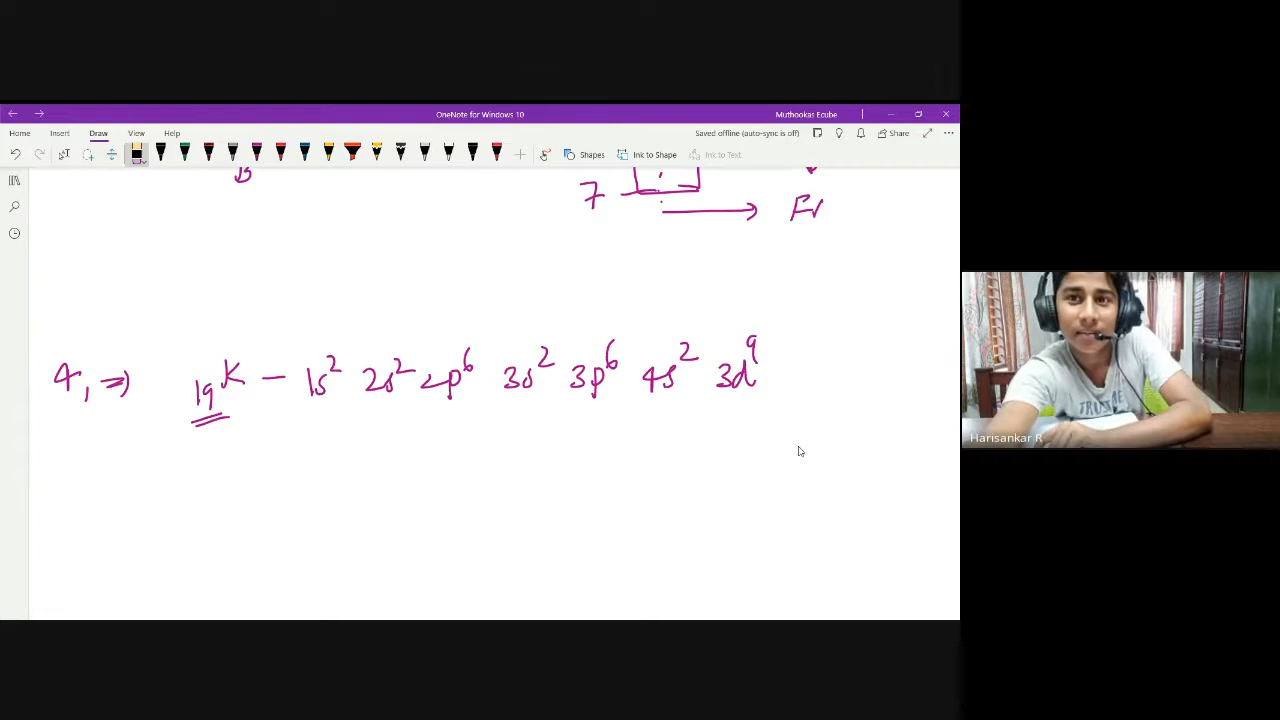 OneNote for Windows 10
Muthookas Ecube
Home Insert Draw View Help
Saved offline (auto-sync is off)
Share
Shapes
Ink to Shape
Ink to Text
B
7
Fr
4, ⇒ ₁₉K – 1s² 2s² 2p⁶ 3s² 3p⁶ 4s² 3d⁹
Harisankar R